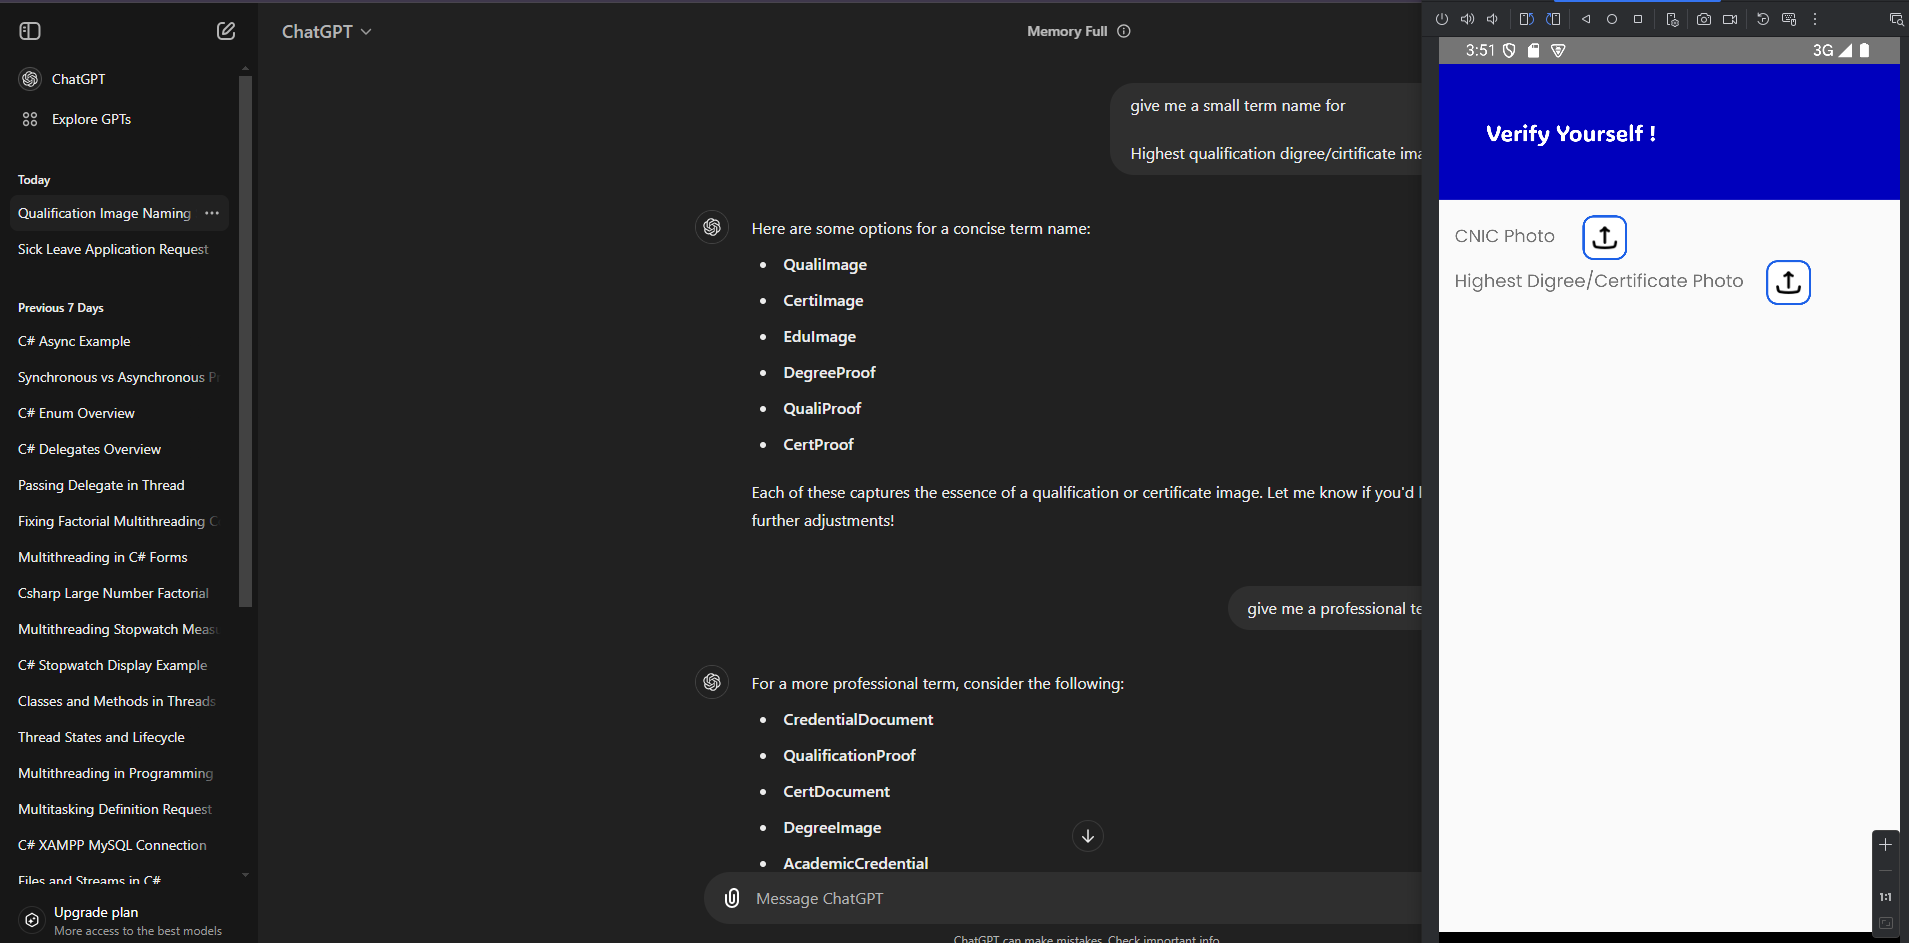 ChatGPT
Explore GPTs
Today
Qualification Image Naming
Sick Leave Application Request
Previous 7 Days
C# Async Example
Synchronous vs Asynchronous
C# Enum Overview
C# Delegates Overview
Passing Delegate in Thread
Fixing Factorial Multithreading
Multithreading in C# Forms
Csharp Large Number Factorial
Multithreading Stopwatch Meas
C# Stopwatch Display Example
Classes and Methods in Threads
Thread States and Lifecycle
Multithreading in Programming
Multitasking Definition Request
C# XAMPP MySQL Connection
Files and Streams in C#
Upgrade plan
More access to the best models
ChatGPT
Memory Full
give me a small term name for
Highest qualification digree/cirtificate ima
Here are some options for a concise term name:
• QualiImage
• CertiImage
• EduImage
• DegreeProof
• QualiProof
• CertProof
Each of these captures the essence of a qualification or certificate image. Let me know if you'd l
further adjustments!
give me a professional te
For a more professional term, consider the following:
• CredentialDocument
• QualificationProof
• CertDocument
• DegreeImage
• AcademicCredential
Message ChatGPT
ChatGPT can make mistakes. Check important info.
3:51
3G
Verify Yourself !
CNIC Photo
Highest Digree/Certificate Photo
1:1